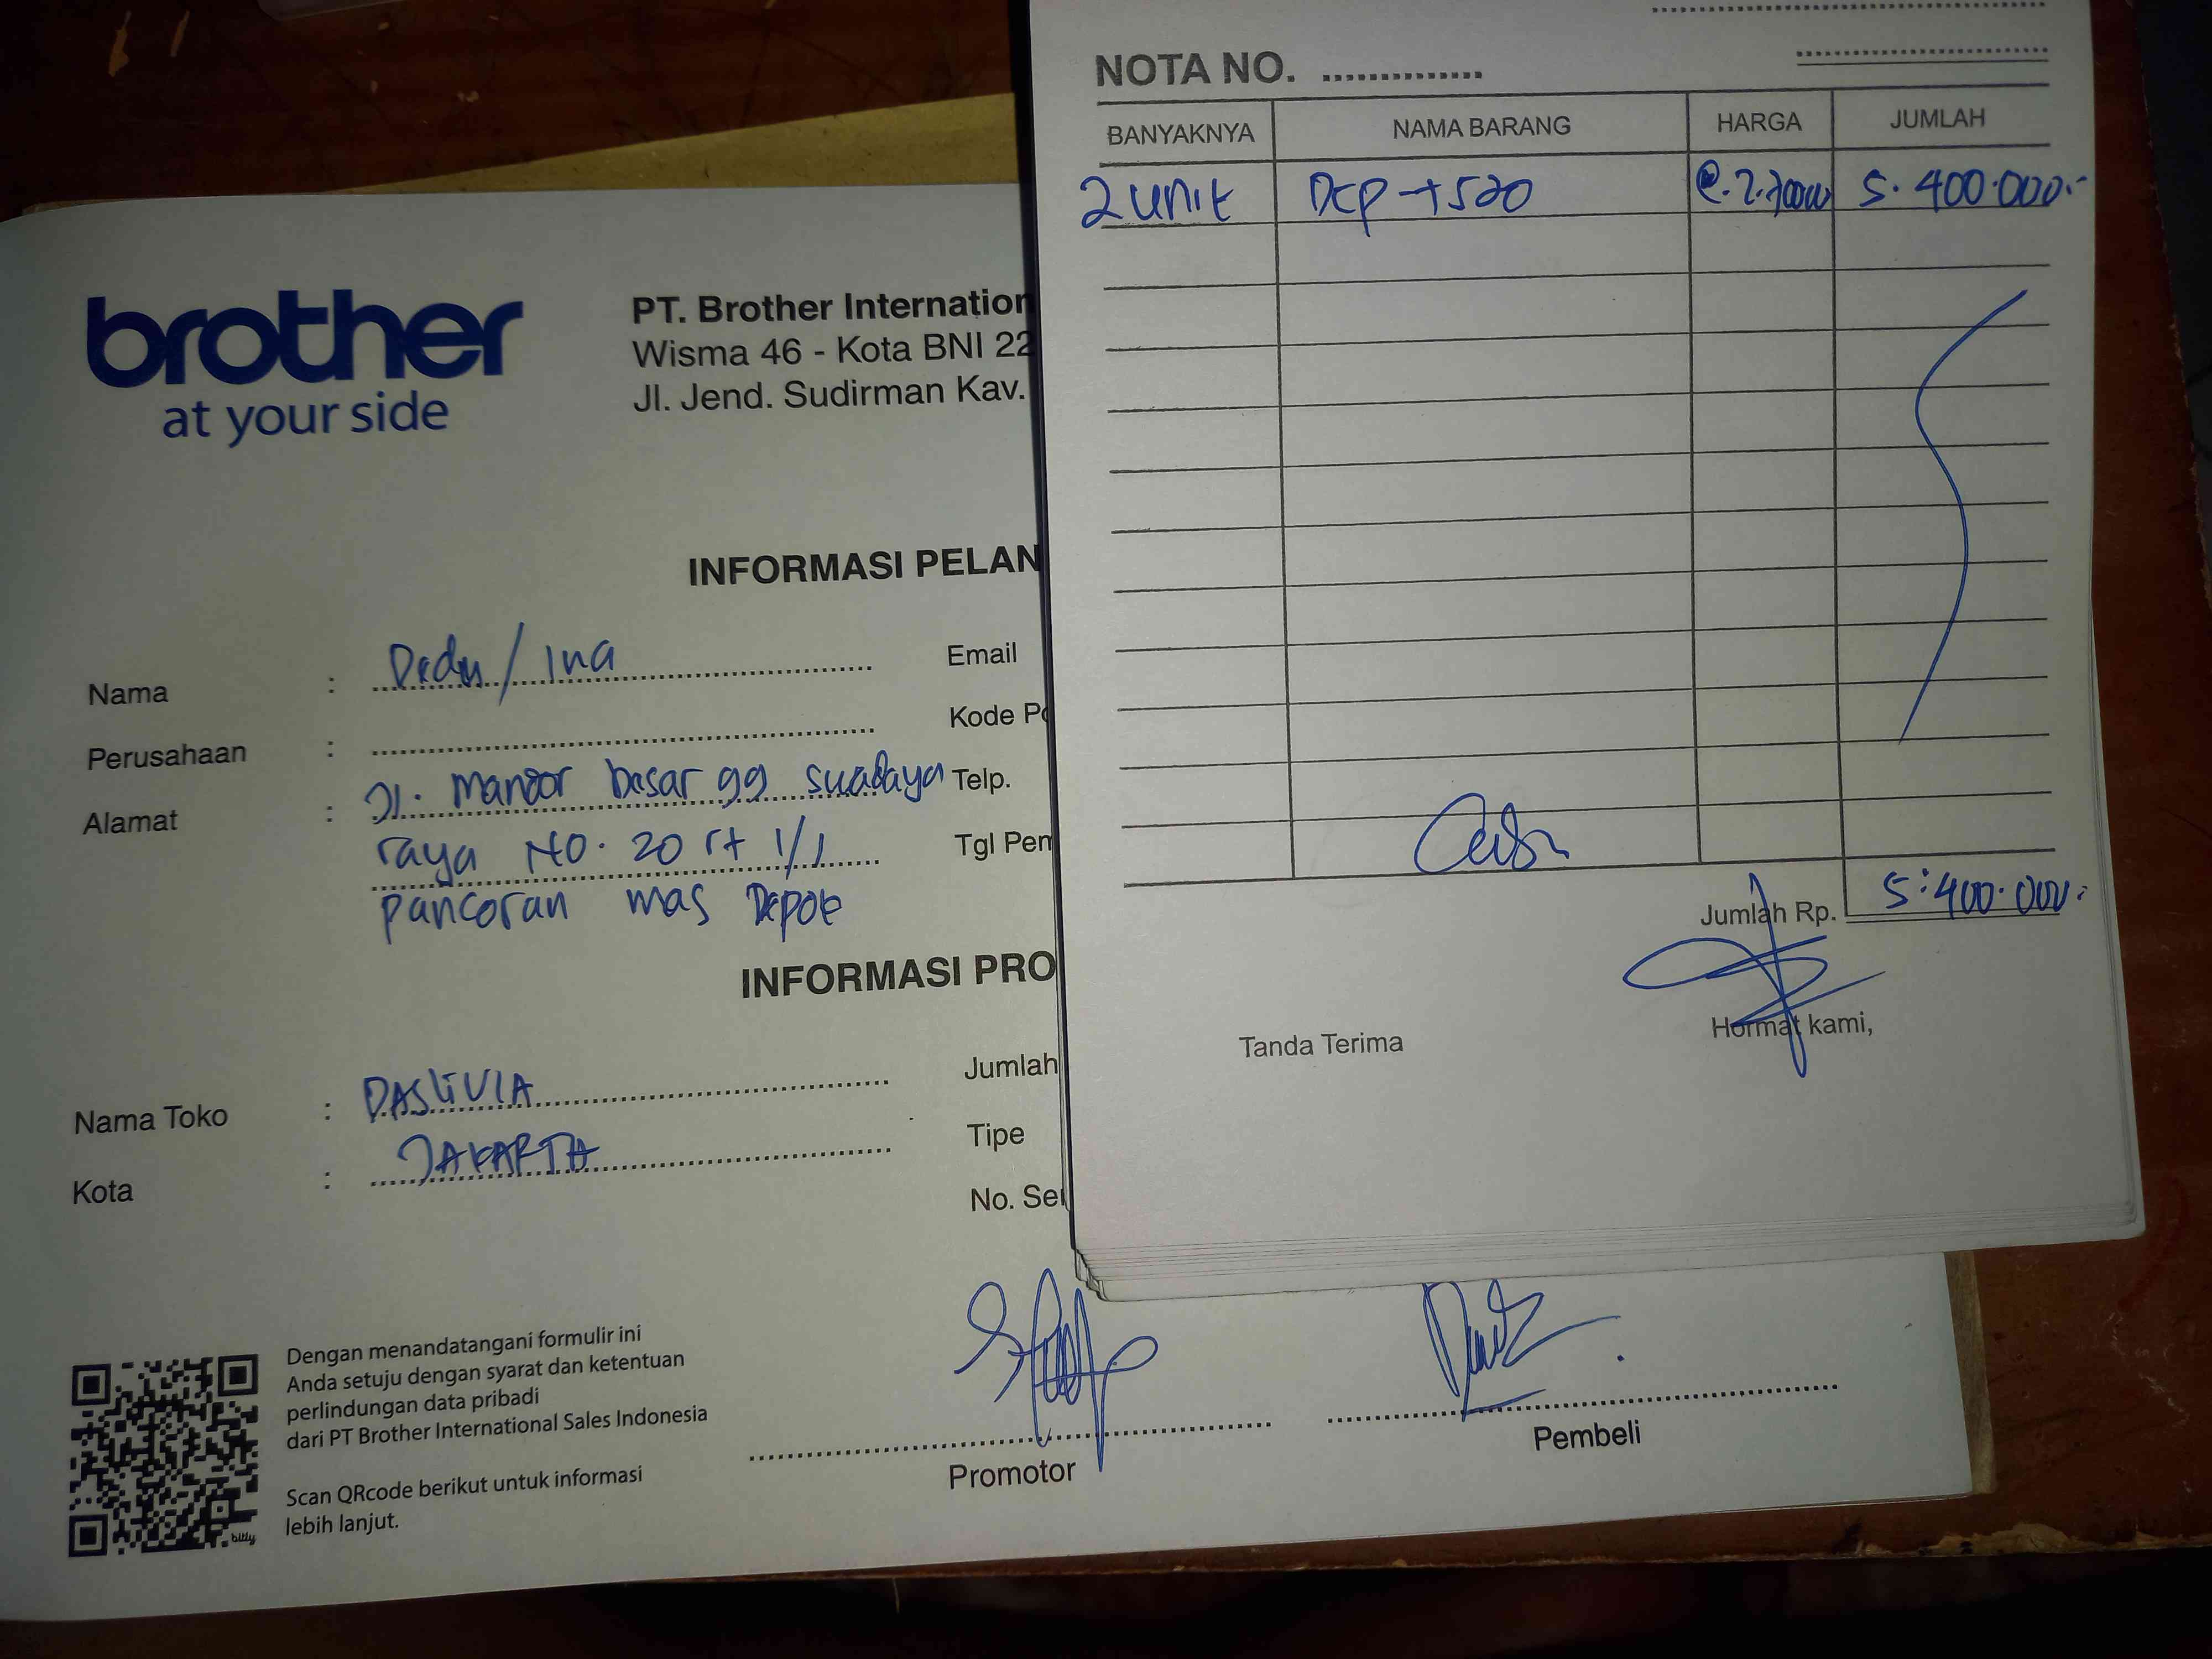 brother
at your side
PT. Brother Internation
Wisma 46 - Kota BNI 22
Jl. Jend. Sudirman Kav.
INFORMASI PELAN
Nama : Dedy / Ina
Email
Perusahaan :
Kode Po
Alamat : Jl. Mandor besar gg swadaya
Telp.
raya NO. 20 rt 1/1
Tgl Pem
pancoran mas Depok
INFORMASI PRO
Nama Toko : DASLIVIA
Jumlah
Kota : JAKARTA
Tipe
No. Ser
Dengan menandatangani formulir ini
Anda setuju dengan syarat dan ketentuan
perlindungan data pribadi
dari PT Brother International Sales Indonesia
Scan QRcode berikut untuk informasi
lebih lanjut.
bitly
Promotor
Pembeli
NOTA NO.
BANYAKNYA NAMA BARANG HARGA JUMLAH
2 unit DCP-T520 @. 2.70000 5.400.000.-
Cash
Jumlah Rp. 5.400.000.
Tanda Terima
Hormat kami,